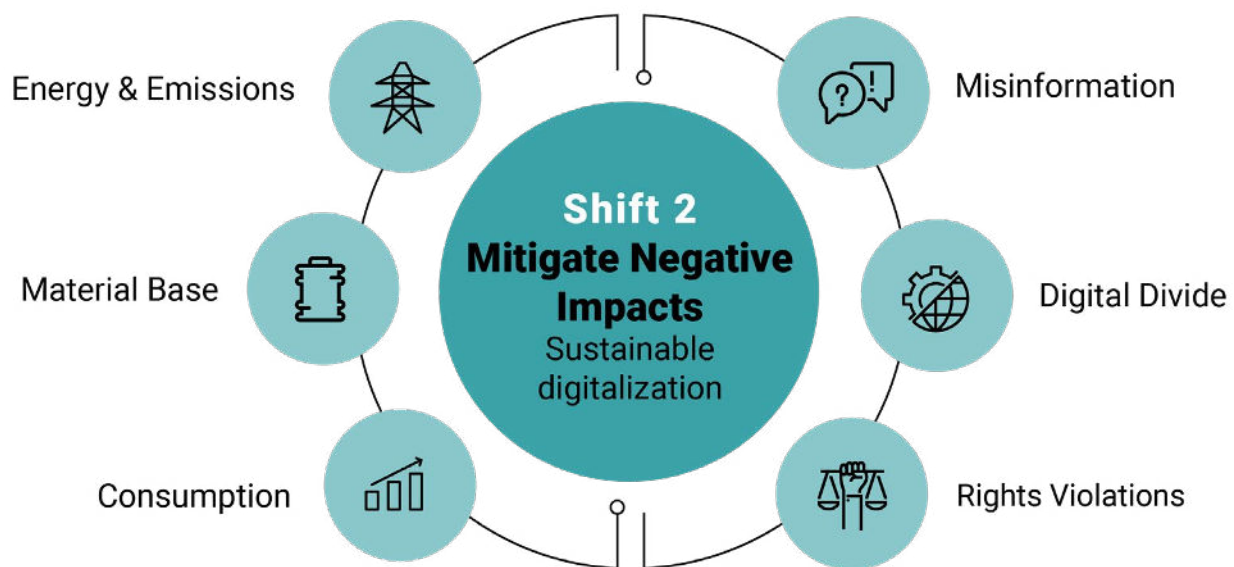 Energy & Emissions
Material Base
Consumption
Shift 2
Mitigate Negative
Impacts
Sustainable
digitalization
Misinformation
Digital Divide
Rights Violations